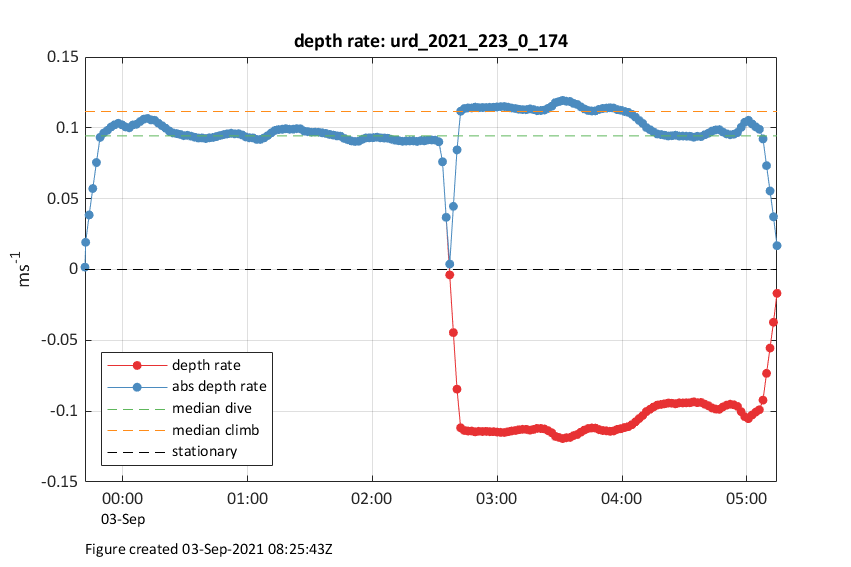 depth rate: urd_2021_223_0_174
0.15
0.1
0.05
0
-0.05
-0.1
-0.15
ms-1
depth rate
abs depth rate
median dive
median climb
stationary
00:00 01:00 02:00 03:00 04:00 05:00
03-Sep
Figure created 03-Sep-2021 08:25:43Z